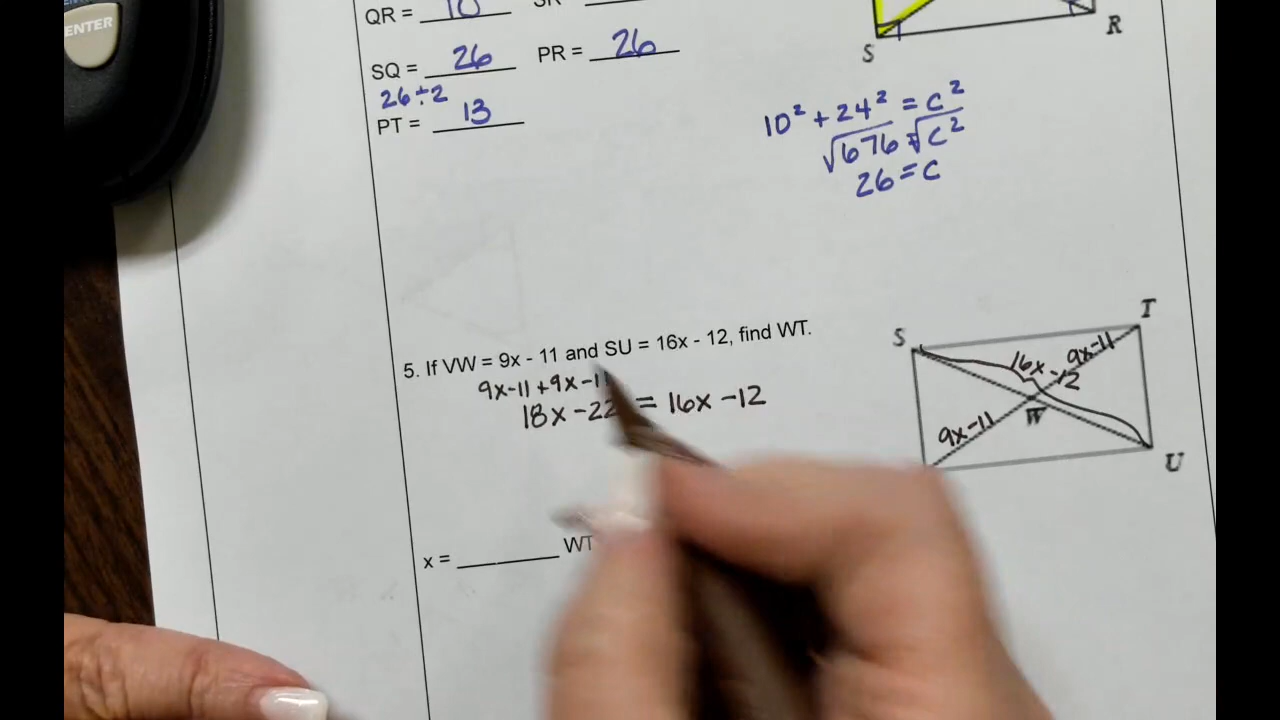 ENTER
QR = 10
S
R
SQ = 26 PR = 26
26÷2
PT = 13
10² + 24² = c²
√676 = √c²
26 = c
5. If VW = 9x - 11 and SU = 16x - 12, find WT.
9x-11 + 9x-11
18x - 22 = 16x - 12
S
T
16x - 12
9x-11
9x-11
W
U
x = ______ WT